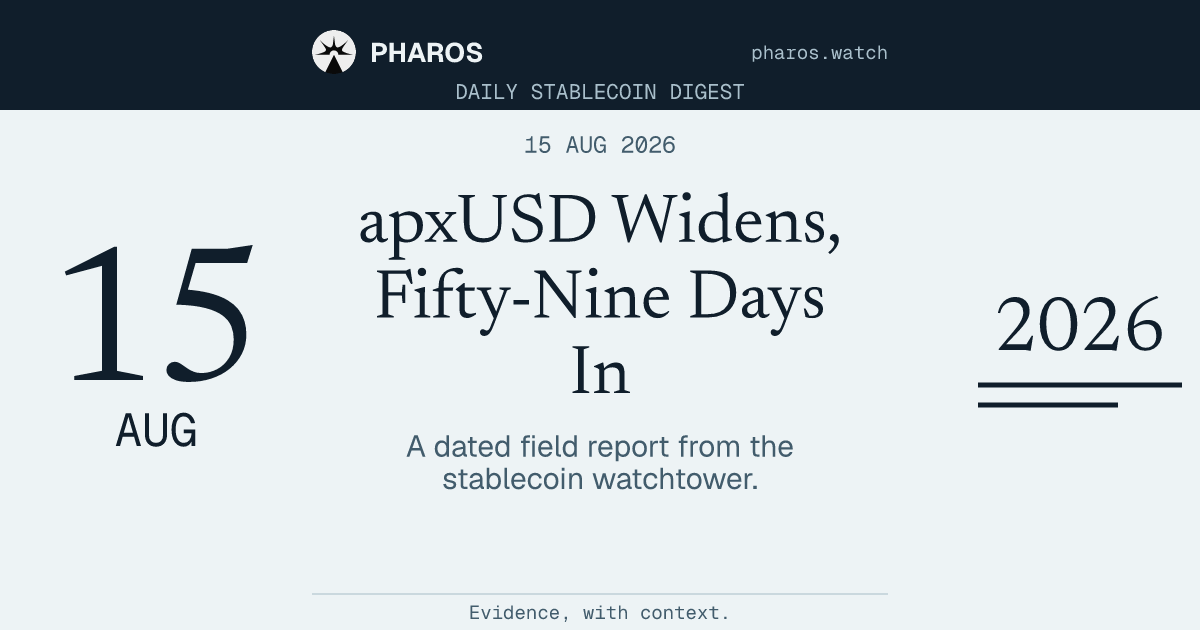 PHAROS
pharos.watch
DAILY STABLECOIN DIGEST
15 AUG 2026
apxUSD Widens,
Fifty-Nine Days
In
15
AUG
2026
A dated field report from the
stablecoin watchtower.
Evidence, with context.